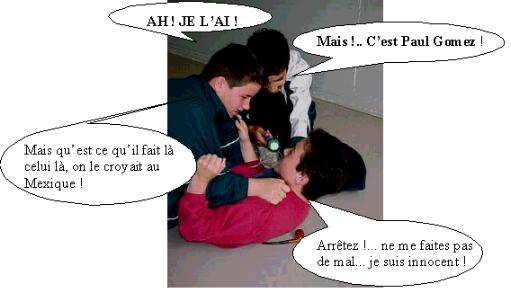 AH ! JE L'AI !
Mais !.. C'est Paul Gomez !
Mais qu'est ce qu'il fait là
celui là, on le croyait au
Mexique !
Arrêtez !... ne me faites pas
de mal... je suis innocent !